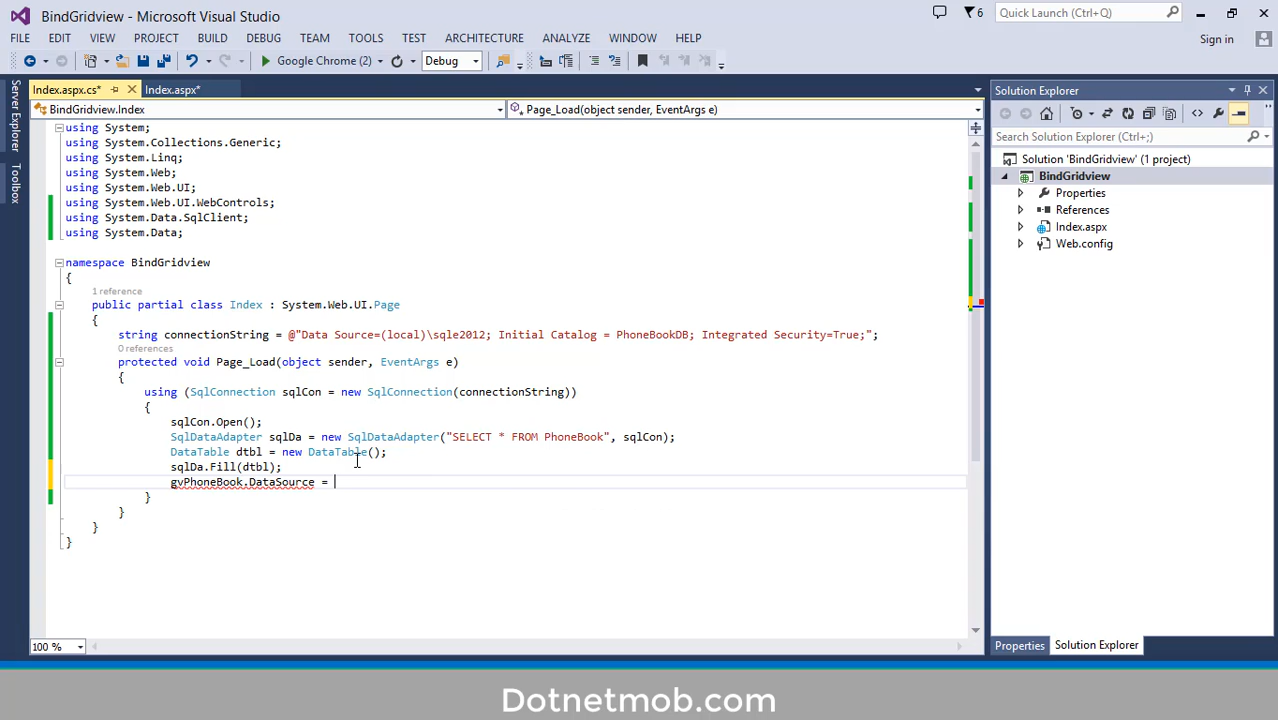 BindGridview - Microsoft Visual Studio
6
Quick Launch (Ctrl+Q)
FILE EDIT VIEW PROJECT BUILD DEBUG TEAM TOOLS TEST ARCHITECTURE ANALYZE WINDOW HELP
Sign in
Google Chrome (2) Debug
Index.aspx.cs* Index.aspx*
Solution Explorer
BindGridview.Index Page_Load(object sender, EventArgs e)
Server Explorer
Toolbox
Search Solution Explorer (Ctrl+;)
Solution 'BindGridview' (1 project)
BindGridview
Properties
References
Index.aspx
Web.config
using System;
using System.Collections.Generic;
using System.Linq;
using System.Web;
using System.Web.UI;
using System.Web.UI.WebControls;
using System.Data.SqlClient;
using System.Data;
namespace BindGridview
{
1 reference
public partial class Index : System.Web.UI.Page
{
string connectionString = @"Data Source=(local)\sqle2012; Initial Catalog = PhoneBookDB; Integrated Security=True;";
0 references
protected void Page_Load(object sender, EventArgs e)
{
using (SqlConnection sqlCon = new SqlConnection(connectionString))
{
sqlCon.Open();
SqlDataAdapter sqlDa = new SqlDataAdapter("SELECT * FROM PhoneBook", sqlCon);
DataTable dtbl = new DataTable();
sqlDa.Fill(dtbl);
gvPhoneBook.DataSource =
}
}
}
}
100 %
Properties Solution Explorer
Dotnetmob.com